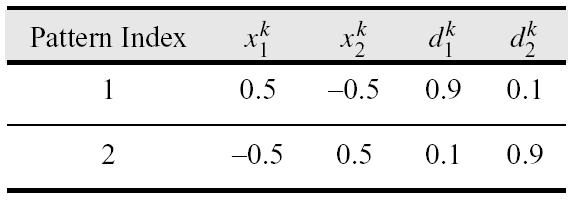 Pattern Index x_1^k x_2^k d_1^k d_2^k
1 0.5 –0.5 0.9 0.1
2 –0.5 0.5 0.1 0.9